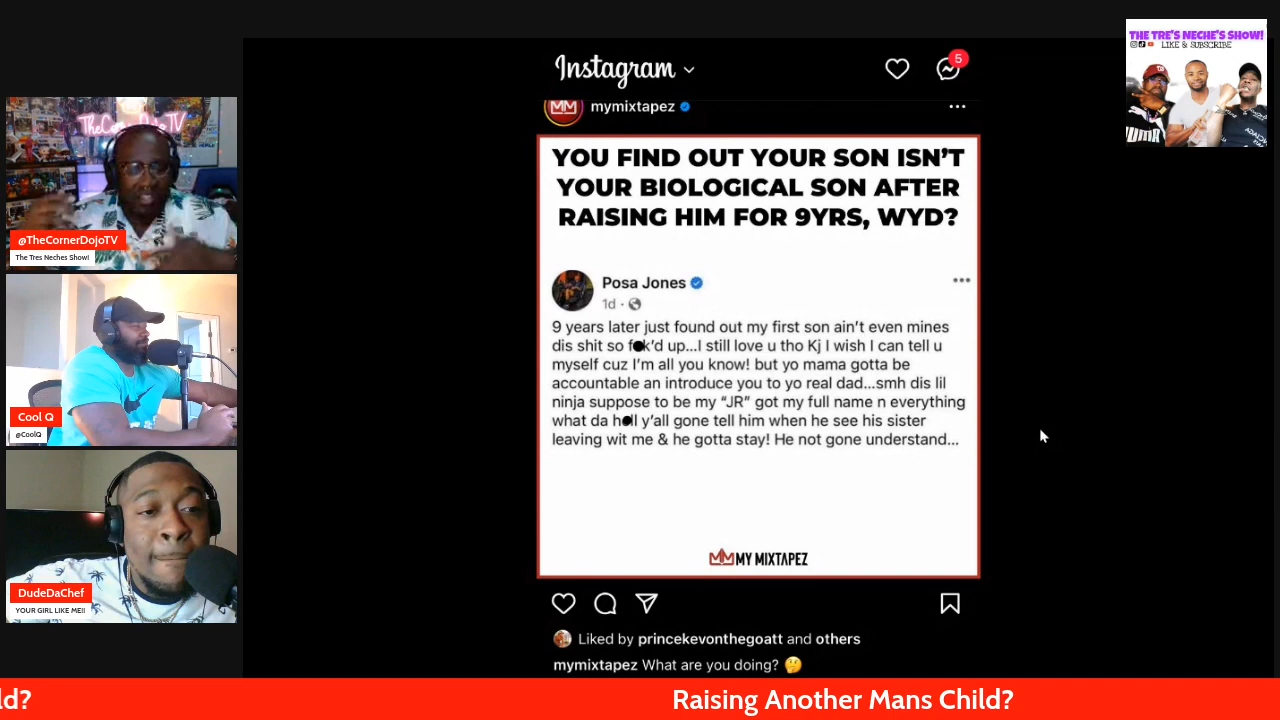 THE TRE'S NECHE'S SHOW!
LIKE & SUBSCRIBE
TheCornerDojoTV
@TheCornerDojoTV
The Tres Neches Show!
Cool Q
@CoolQ
DudeDaChef
YOUR GIRL LIKE ME!!
Instagram
5
MM
mymixtapez
YOU FIND OUT YOUR SON ISN'T
YOUR BIOLOGICAL SON AFTER
RAISING HIM FOR 9YRS, WYD?
Posa Jones
1d ·
9 years later just found out my first son ain't even mines
dis shit so f●k'd up...I still love u tho Kj I wish I can tell u
myself cuz I'm all you know! but yo mama gotta be
accountable an introduce you to yo real dad...smh dis lil
ninja suppose to be my “JR” got my full name n everything
what da h●ll y'all gone tell him when he see his sister
leaving wit me & he gotta stay! He not gone understand...
MM MY MIXTAPEZ
Liked by princekevonthegoatt and others
mymixtapez What are you doing? 🤔
ld?
Raising Another Mans Child?